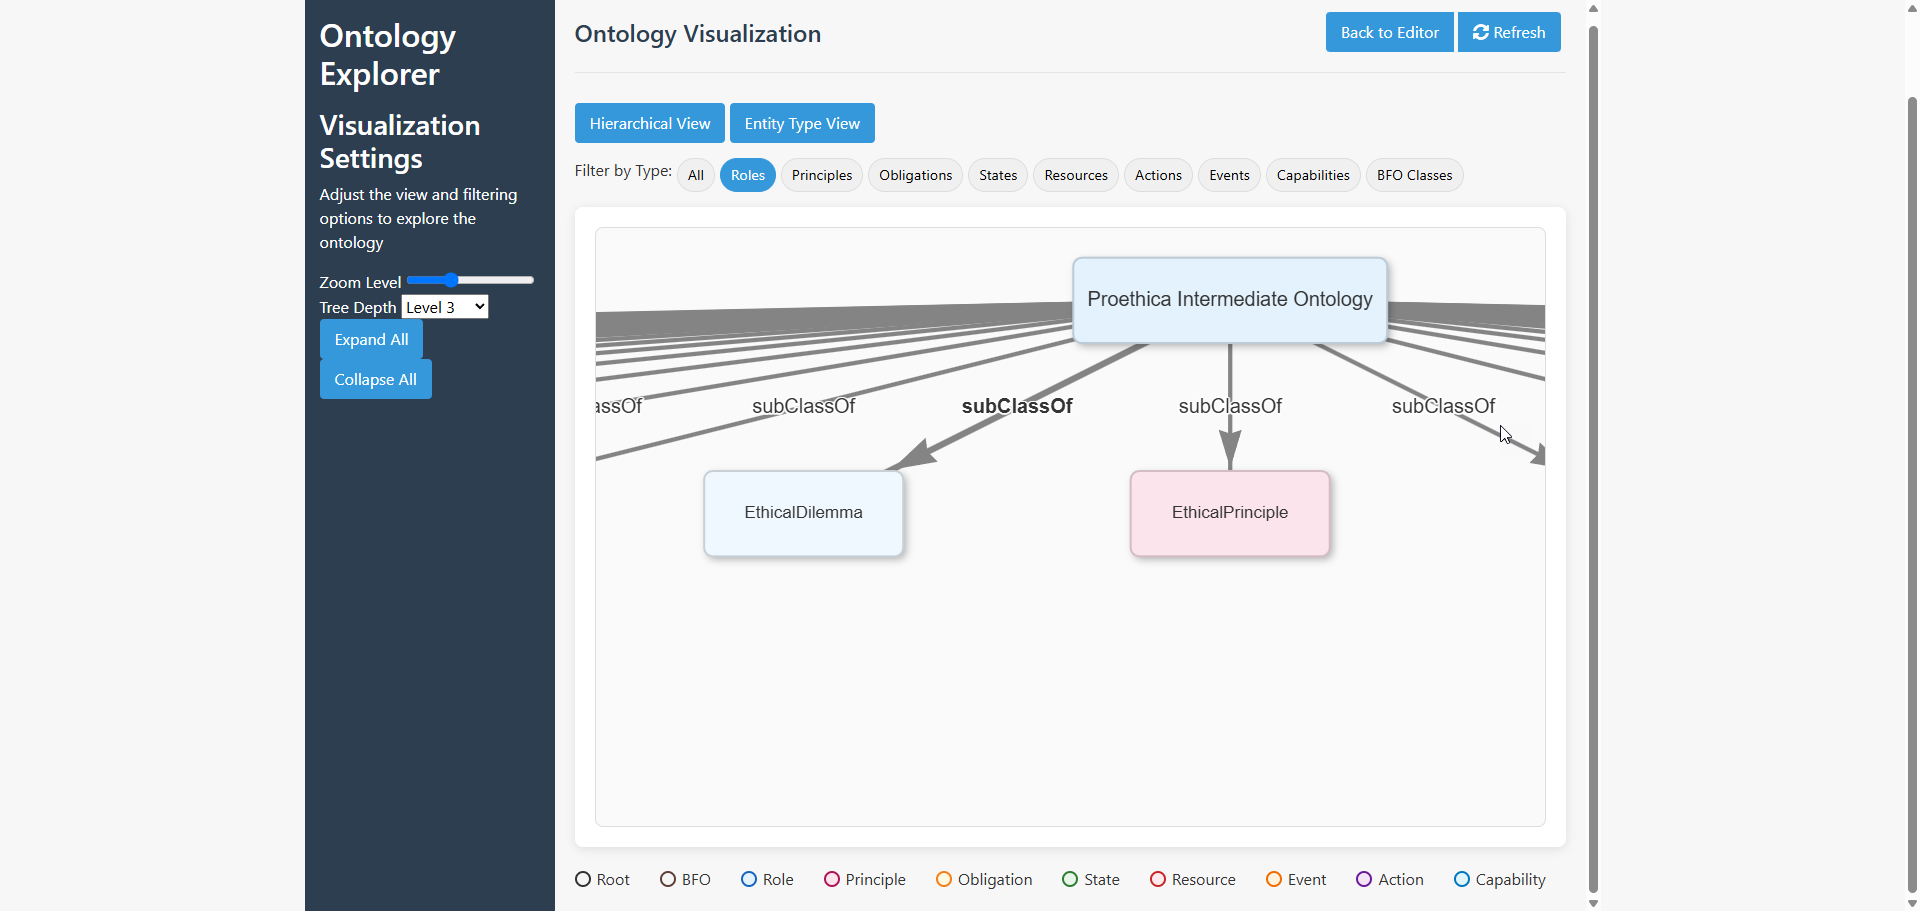 Ontology
Explorer
Visualization
Settings
Adjust the view and filtering
options to explore the
ontology
Zoom Level
Tree Depth Level 3
Expand All
Collapse All
Ontology Visualization
Back to Editor Refresh
Hierarchical View Entity Type View
Filter by Type: All Roles Principles Obligations States Resources Actions Events Capabilities BFO Classes
Proethica Intermediate Ontology
assOf subClassOf subClassOf subClassOf subClassOf
EthicalDilemma EthicalPrinciple
Root BFO Role Principle Obligation State Resource Event Action Capability